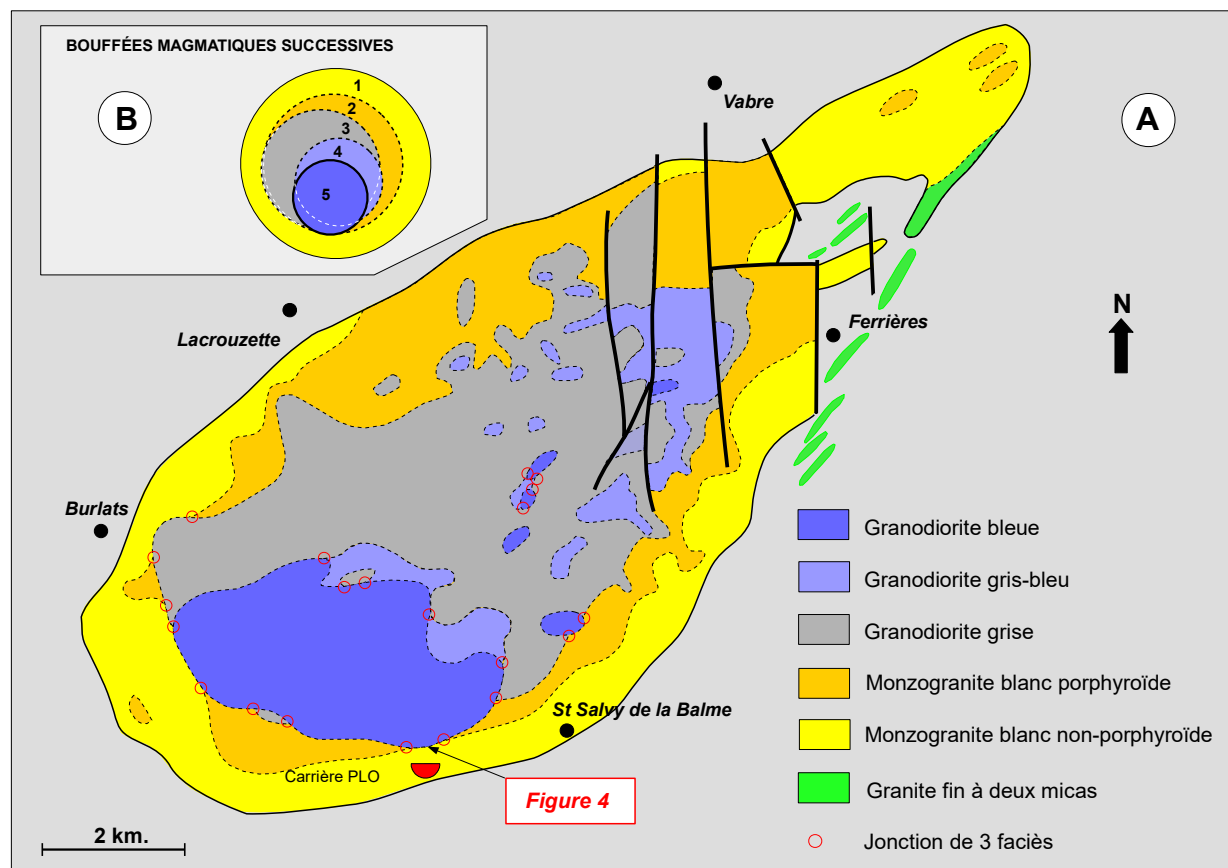 BOUFFÉES MAGMATIQUES SUCCESSIVES
B
1
2
3
4
5
A
Vabre
Lacrouzette
Ferrières
N
Burlats
St Salvy de la Balme
Carrière PLO
Figure 4
2 km.
Granodiorite bleue
Granodiorite gris-bleu
Granodiorite grise
Monzogranite blanc porphyroïde
Monzogranite blanc non-porphyroïde
Granite fin à deux micas
Jonction de 3 faciès